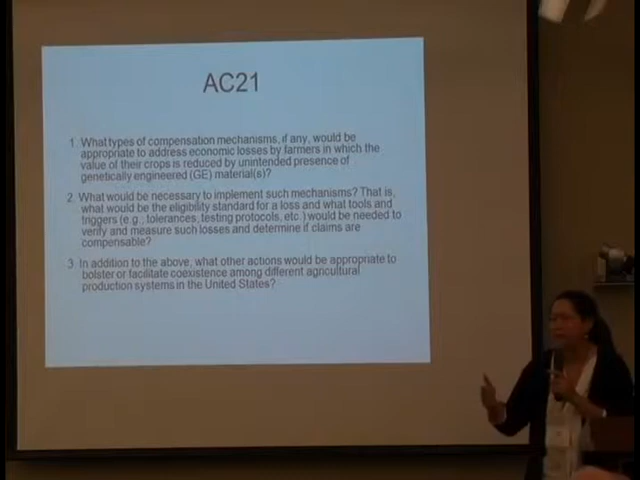 AC21
1. What types of compensation mechanisms, if any, would be
appropriate to address economic losses by farmers in which the
value of their crops is reduced by unintended presence of
genetically engineered (GE) material(s)?
2. What would be necessary to implement such mechanisms? That is,
what would be the eligibility standard for a loss and what tools and
triggers (e.g., tolerances, testing protocols, etc.) would be needed to
verify and measure such losses and determine if claims are
compensable?
3. In addition to the above, what other actions would be appropriate to
bolster or facilitate coexistence among different agricultural
production systems in the United States?